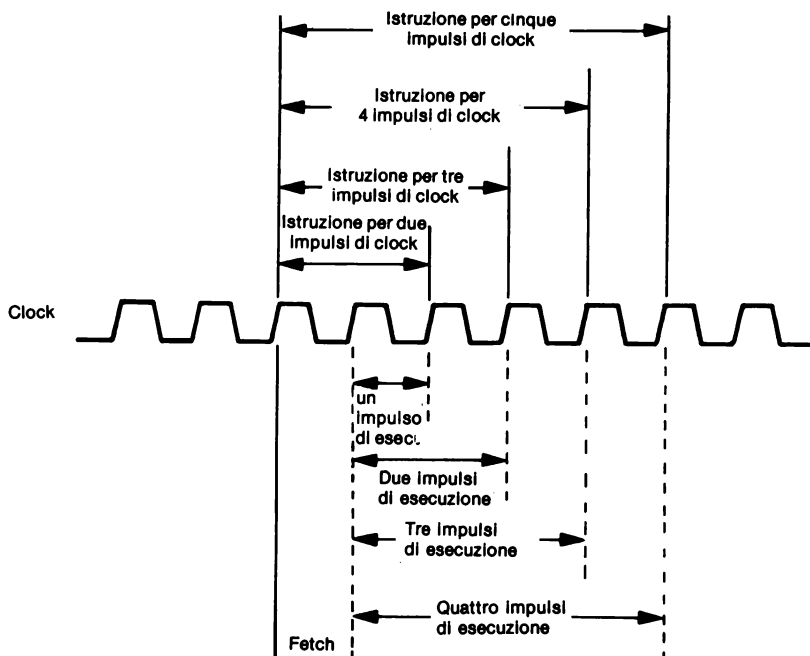 Istruzione per cinque
impulsi di clock
Istruzione per
4 impulsi di clock
Istruzione per tre
impulsi di clock
Istruzione per due
impulsi di clock
Clock
un
impulso
di esecu
Due impulsi
di esecuzione
Tre impulsi
di esecuzione
Quattro impulsi
di esecuzione
Fetch